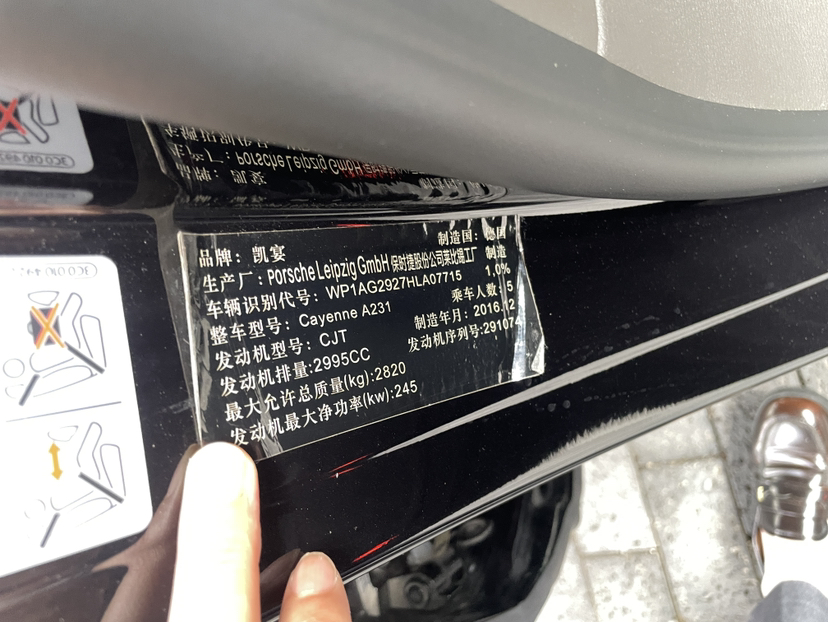 品牌：凯宴
制造国：德国
生产厂：Porsche Leipzig GmbH 保时捷股份公司莱比锡工厂 制造
车辆识别代号：WP1AG2927HLA07715 1.0%
整车型号：Cayenne A231 乘车人数：5
发动机型号：CJT 制造年月：2016.12
发动机排量:2995CC 发动机序列号:291074
最大允许总质量(kg):2820
发动机最大净功率(kw):245